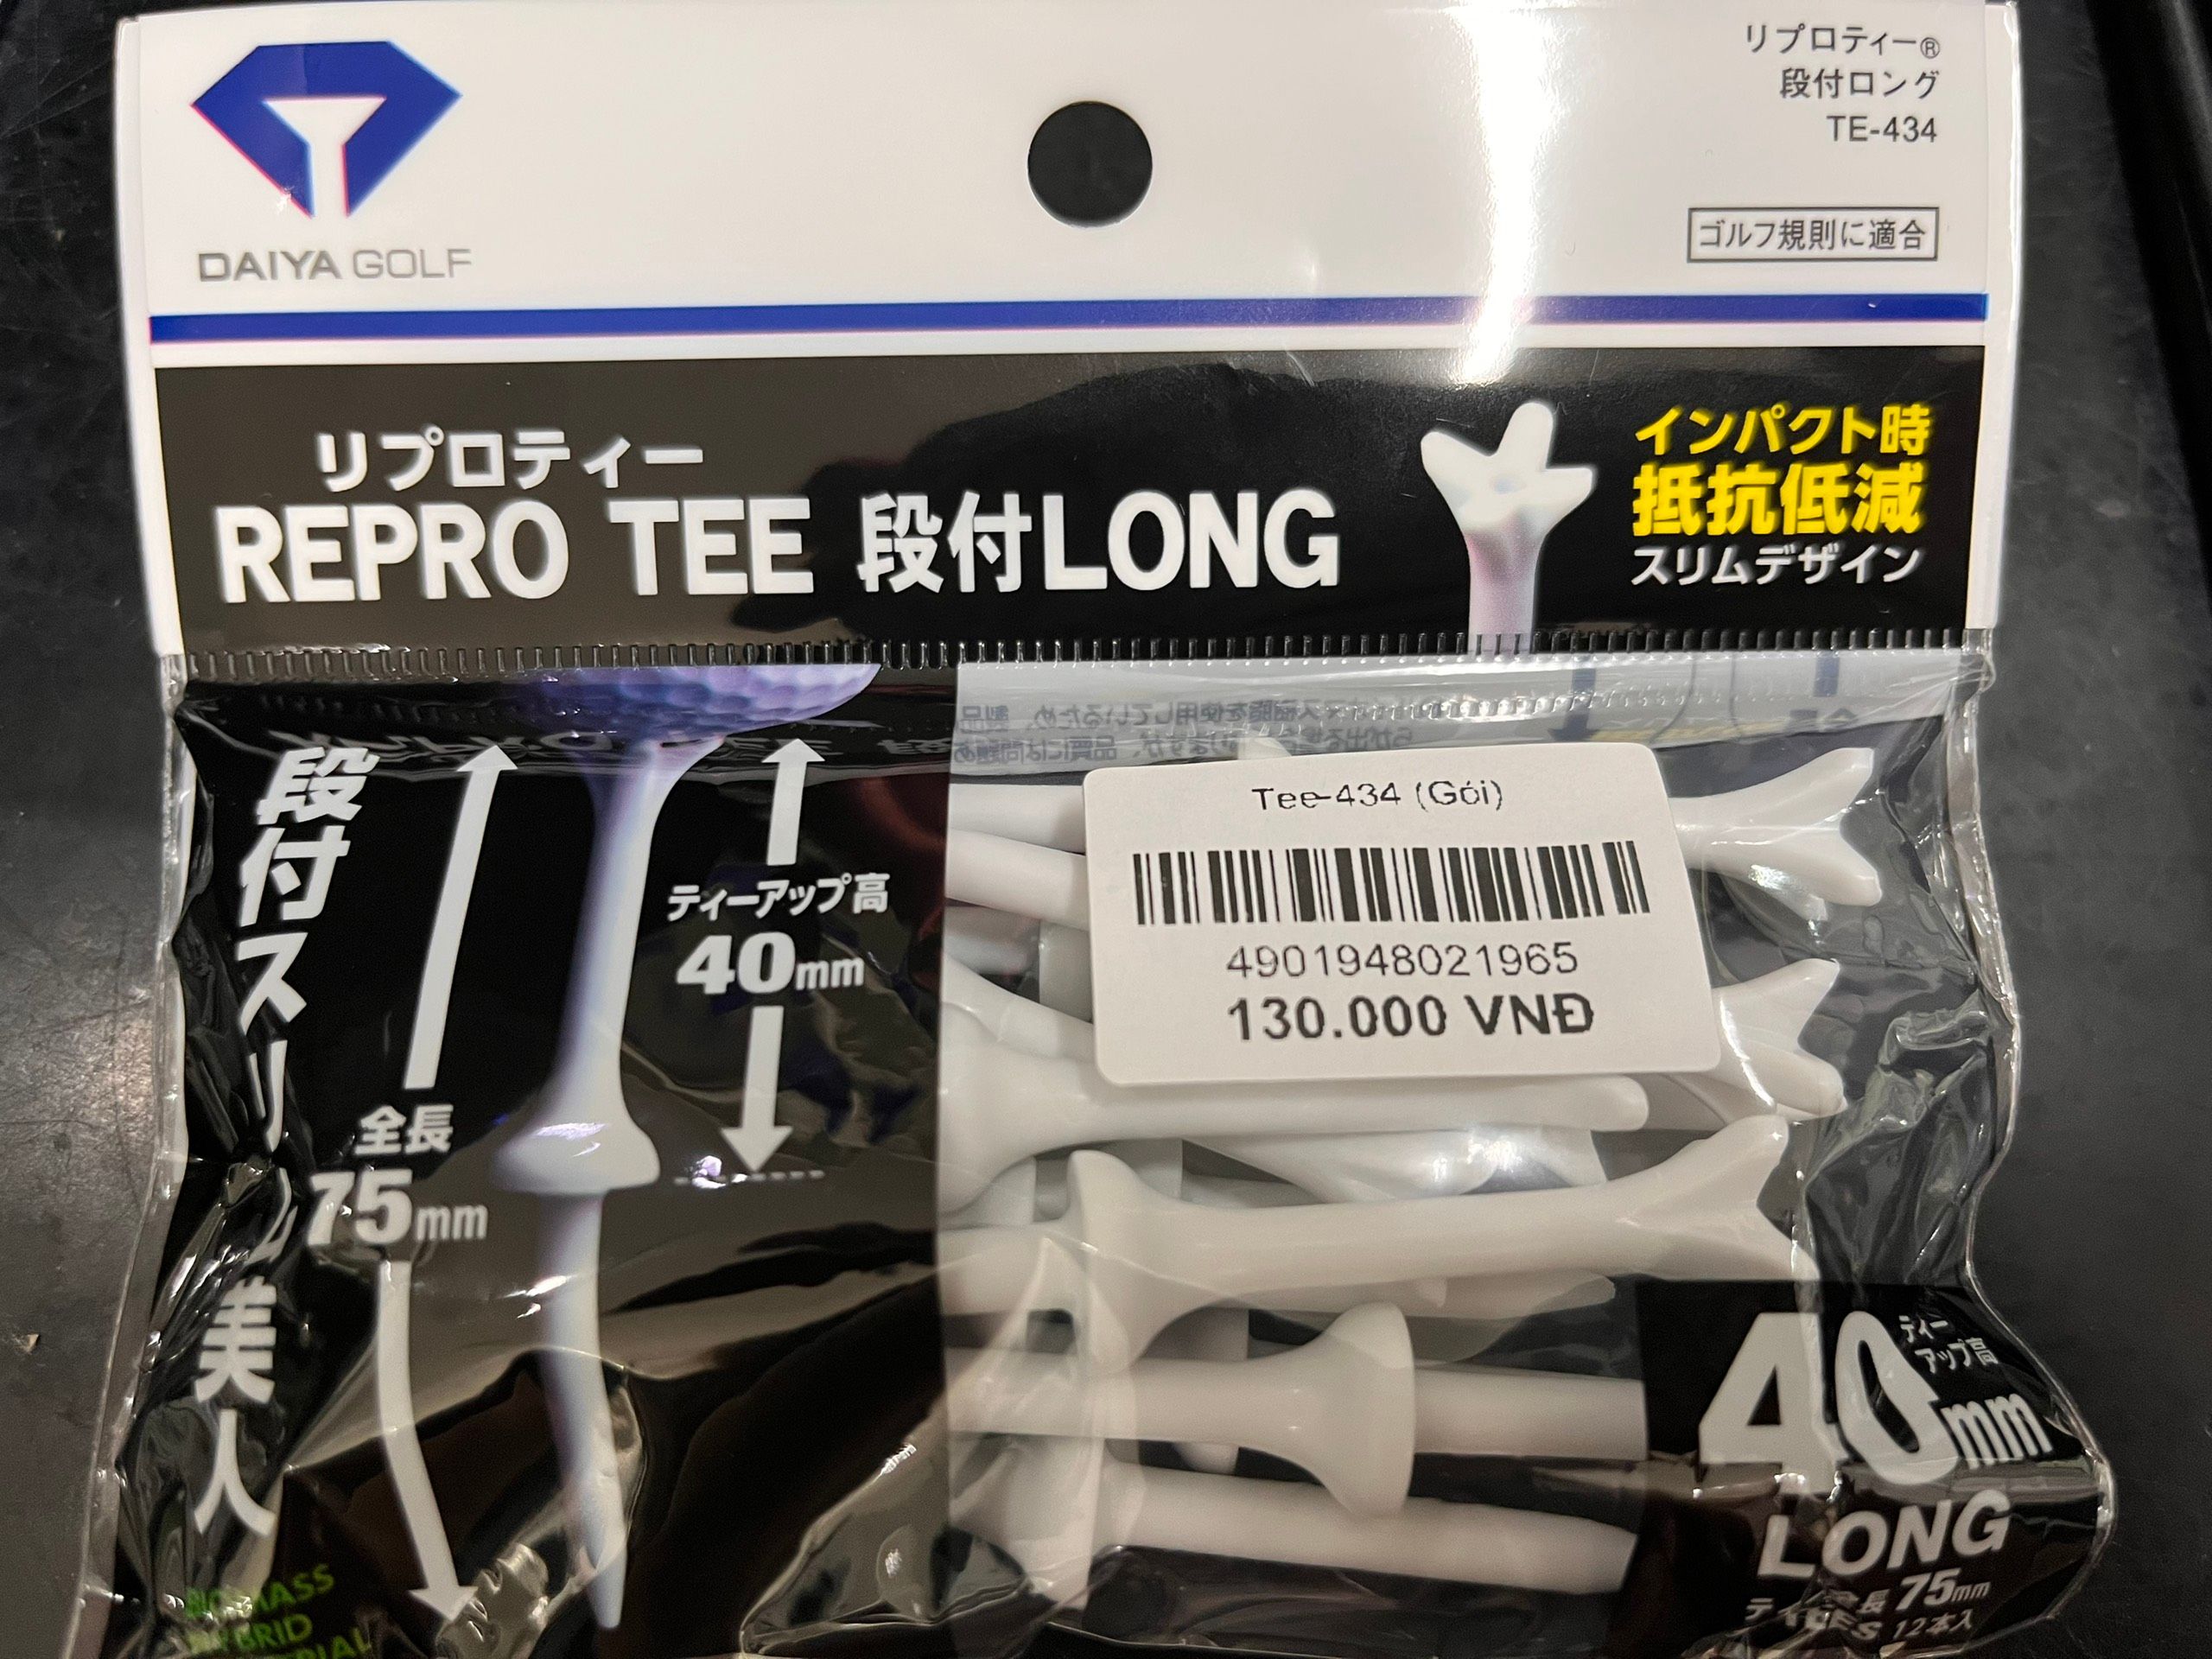 DAIYA GOLF
リプロティー®
段付ロング
TE-434
ゴルフ規則に適合
リプロティー
REPRO TEE 段付LONG
インパクト時
抵抗低減
スリムデザイン
段付スリム美人
全長
75mm
ティーアップ高
40mm
Tee-434 (Gói)
4901948021965
130.000 VNĐ
40mm
ティー
アップ高
LONG
全長 75mm
12本入
BIOMASS
HYBRID